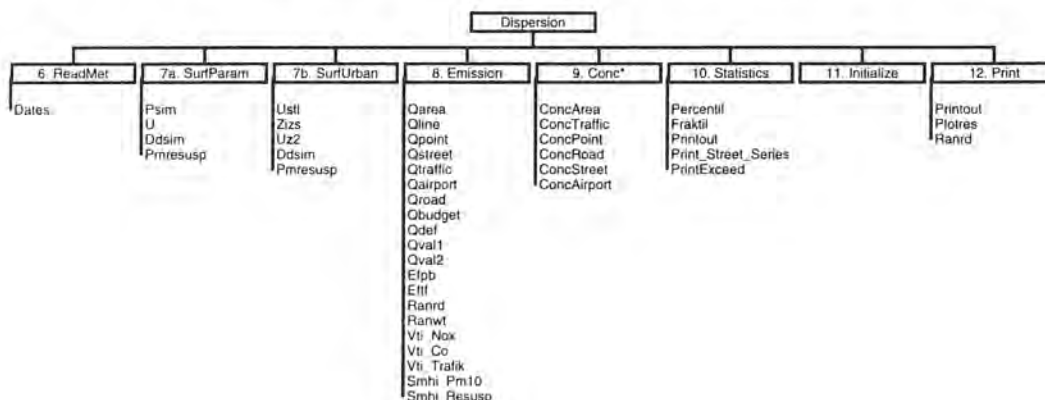 Dispersion
6. ReadMet
7a. SurfParam
7b. SurfUrban
8. Emission
9. Conc*
10. Statistics
11. Initialize
12. Print
Dates
Psim
U
Ddsim
Pmresusp
Ustl
Zizs
Uz2
Ddsim
Pmresusp
Qarea
Qline
Qpoint
Qstreet
Qtraffic
Qairport
Qroad
Qbudget
Qdef
Qval1
Qval2
Efpb
Eftf
Ranrd
Ranwt
Vti_Nox
Vti_Co
Vti_Trafik
Smhi_Pm10
Smhi_Resusp
ConcArea
ConcTraffic
ConcPoint
ConcRoad
ConcStreet
ConcAirport
Percentil
Fraktil
Printout
Print_Street_Series
PrintExceed
Printout
Plotres
Ranrd